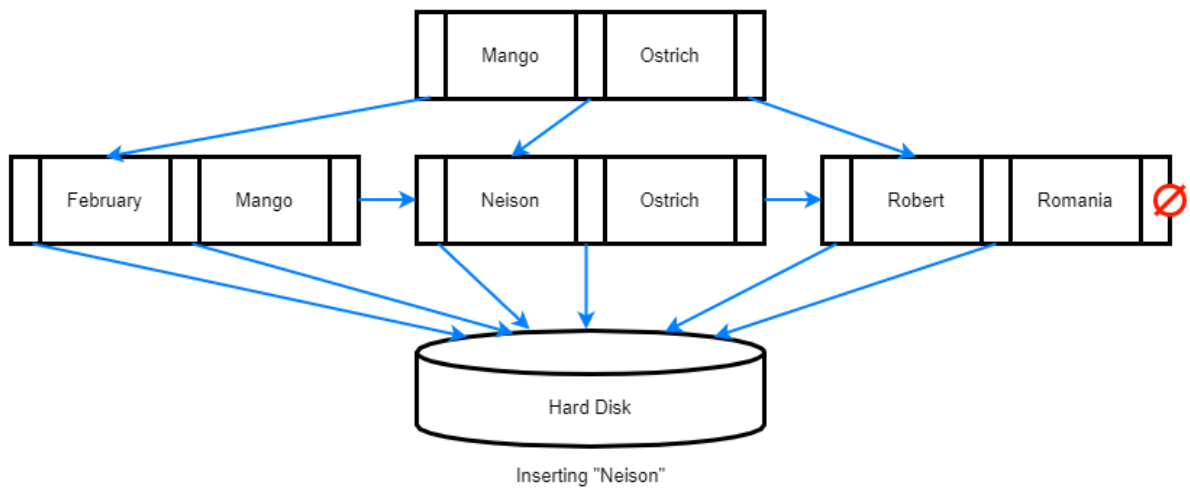 Mango Ostrich
February Mango Neison Ostrich Robert Romania
Hard Disk
Inserting "Neison"